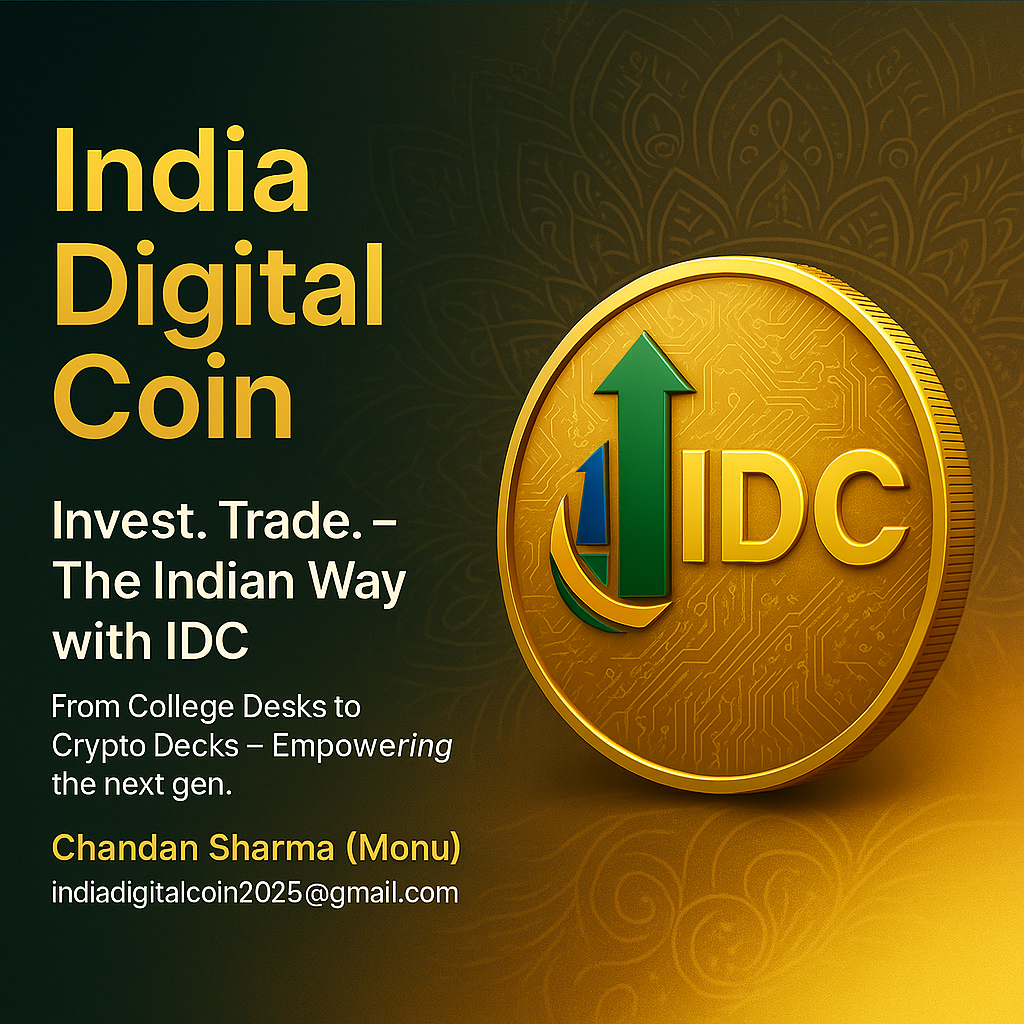 India
Digital
Coin
Invest. Trade. –
The Indian Way
with IDC
From College Desks to
Crypto Decks – Empowering
the next gen.
Chandan Sharma (Monu)
indiadigitalcoin2025@gmail.com
IDC